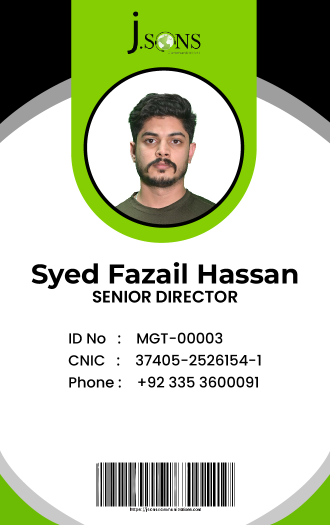 j.SONS
Syed Fazail Hassan
SENIOR DIRECTOR
ID No : MGT-00003
CNIC : 37405-2526154-1
Phone : +92 335 3600091